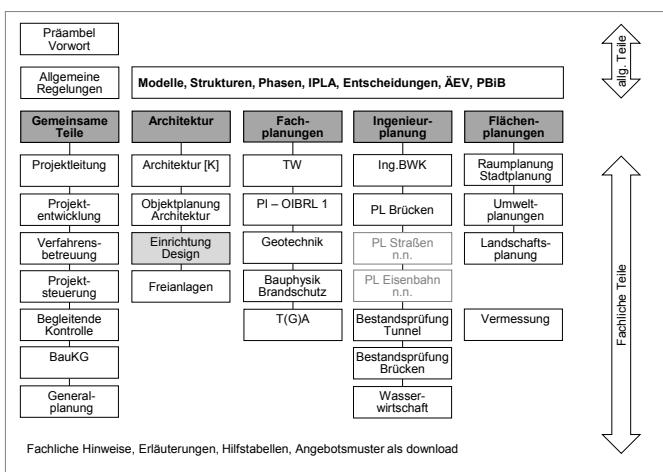 Präambel
Vorwort
allg. Teile
Allgemeine
Regelungen
Modelle, Strukturen, Phasen, IPLA, Entscheidungen, ÄEV, PBiB
Gemeinsame
Teile
Architektur
Fach-
planungen
Ingenieur-
planung
Flächen-
planungen
Projektleitung
Architektur [K]
TW
Ing.BWK
Raumplanung
Stadtplanung
Projekt-
entwicklung
Objektplanung
Architektur
PI – OIBRL 1
PL Brücken
Umwelt-
planungen
Verfahrens-
betreuung
Einrichtung
Design
Geotechnik
PL Straßen
n.n.
Landschafts-
planung
Projekt-
steuerung
Freianlagen
Bauphysik
Brandschutz
PL Eisenbahn
n.n.
Begleitende
Kontrolle
T(G)A
Bestandsprüfung
Tunnel
Vermessung
BauKG
Bestandsprüfung
Brücken
General-
planung
Wasser-
wirtschaft
Fachliche Teile
Fachliche Hinweise, Erläuterungen, Hilfstabellen, Angebotsmuster als download